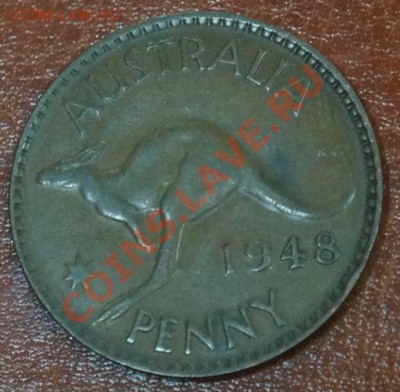 AUSTRALIA
1948
PENNY
COINS.LAVE.RU